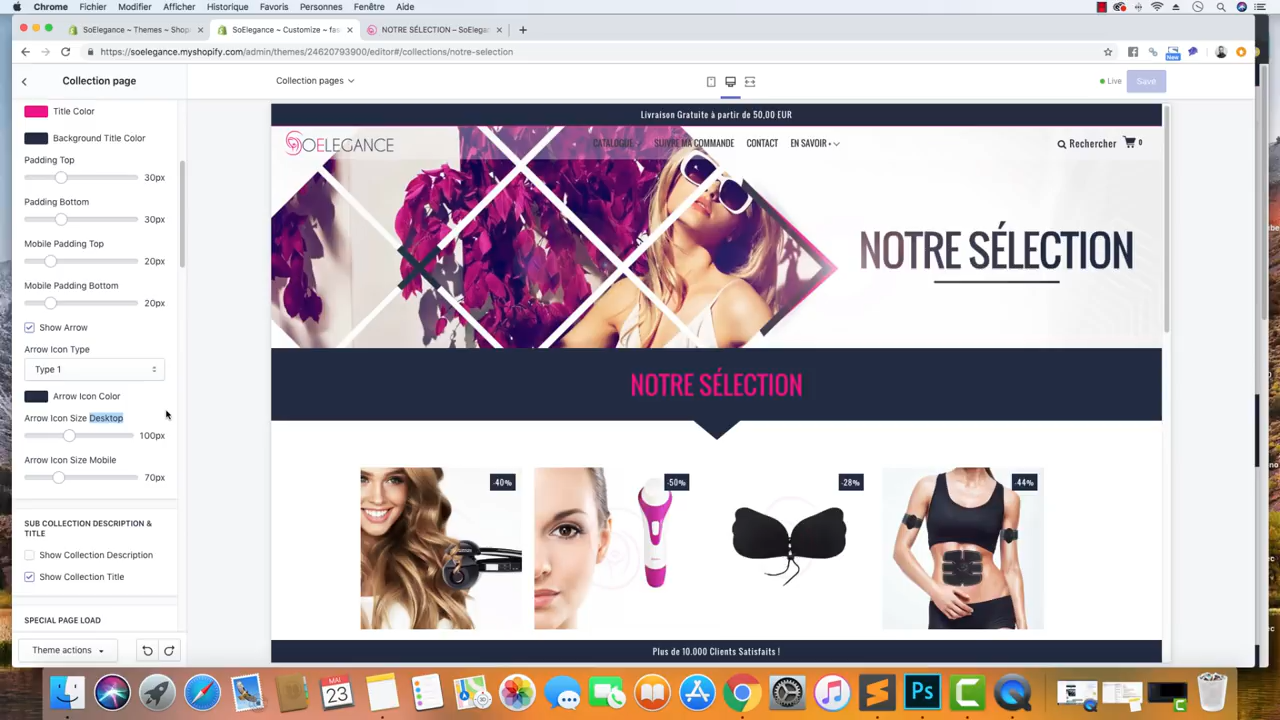 Chrome Fichier Modifier Afficher Historique Favoris Personnes Fenêtre Aide
SoElegance ~ Themes ~ Shop
SoElegance ~ Customize ~ fas
NOTRE SÉLECTION – SoElegan
https://soelegance.myshopify.com/admin/themes/24620793900/editor#/collections/notre-selection
New
Collection page
Collection pages
Live
Save
Title Color
Background Title Color
Padding Top
30px
Padding Bottom
30px
Mobile Padding Top
20px
Mobile Padding Bottom
20px
Show Arrow
Arrow Icon Type
Type 1
Arrow Icon Color
Arrow Icon Size Desktop
100px
Arrow Icon Size Mobile
70px
SUB COLLECTION DESCRIPTION &
TITLE
Show Collection Description
Show Collection Title
SPECIAL PAGE LOAD
Theme actions
Livraison Gratuite à partir de 50,00 EUR
SOELEGANCE
CATALOGUE
SUIVRE MA COMMANDE
CONTACT
EN SAVOIR +
Rechercher
0
NOTRE SÉLECTION
NOTRE SÉLECTION
-40%
-50%
-28%
-44%
Plus de 10.000 Clients Satisfaits !
MAI
23
Ps